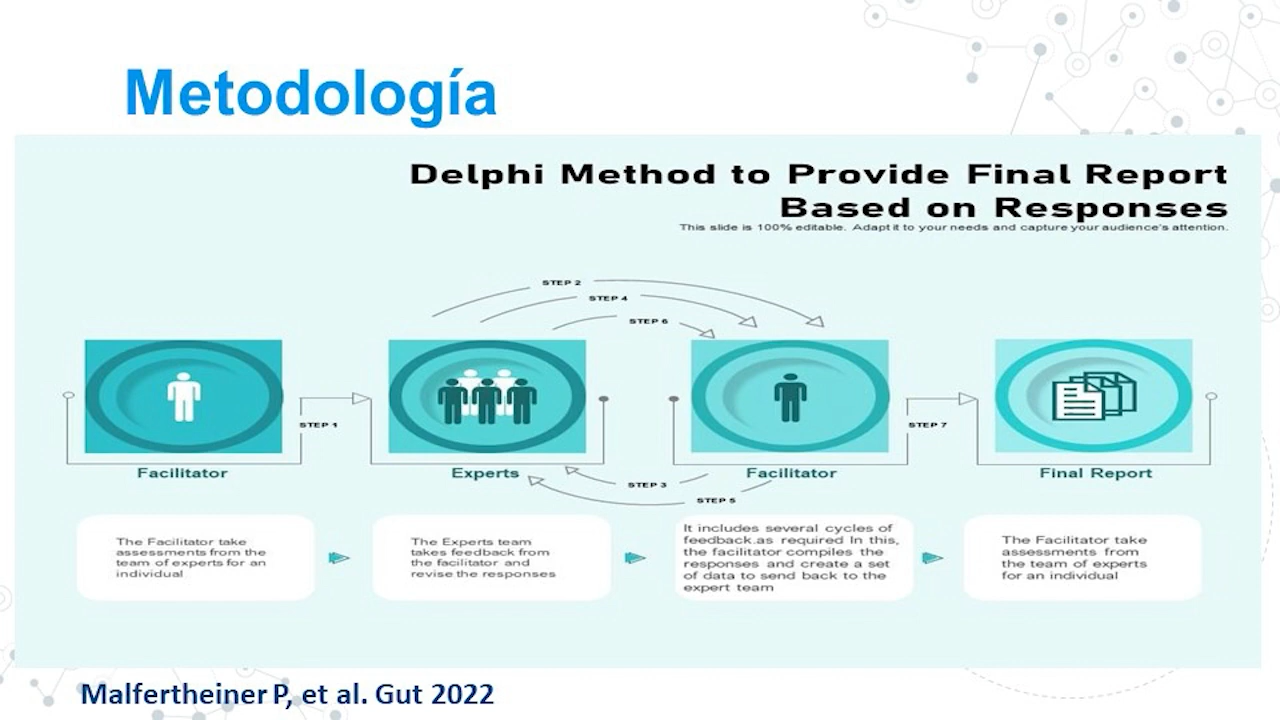 Metodología
Delphi Method to Provide Final Report
Based on Responses
This slide is 100% editable. Adapt it to your needs and capture your audience's attention.
STEP 2
STEP 4
STEP 6
STEP 1
STEP 7
Facilitator
Experts
Facilitator
Final Report
STEP 3
STEP 5
The Facilitator take
assessments from the
team of experts for an
individual
The Experts team
takes feedback from
the facilitator and
revise the responses
It includes several cycles of
feedback.as required In this,
the facilitator compiles the
responses and create a set
of data to send back to the
expert team
The Facilitator take
assessments from
the team of experts
for an individual
Malfertheiner P, et al. Gut 2022